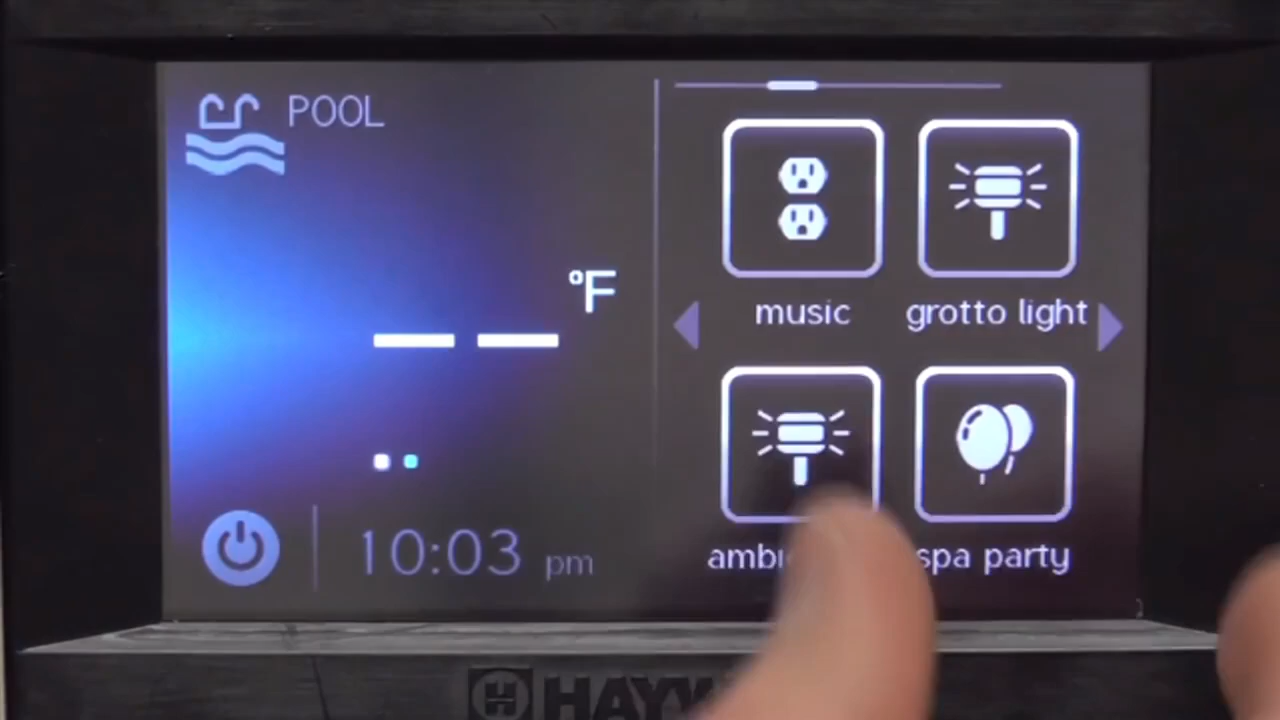 POOL
°F
– –
10:03 pm
music
grotto light
spa party